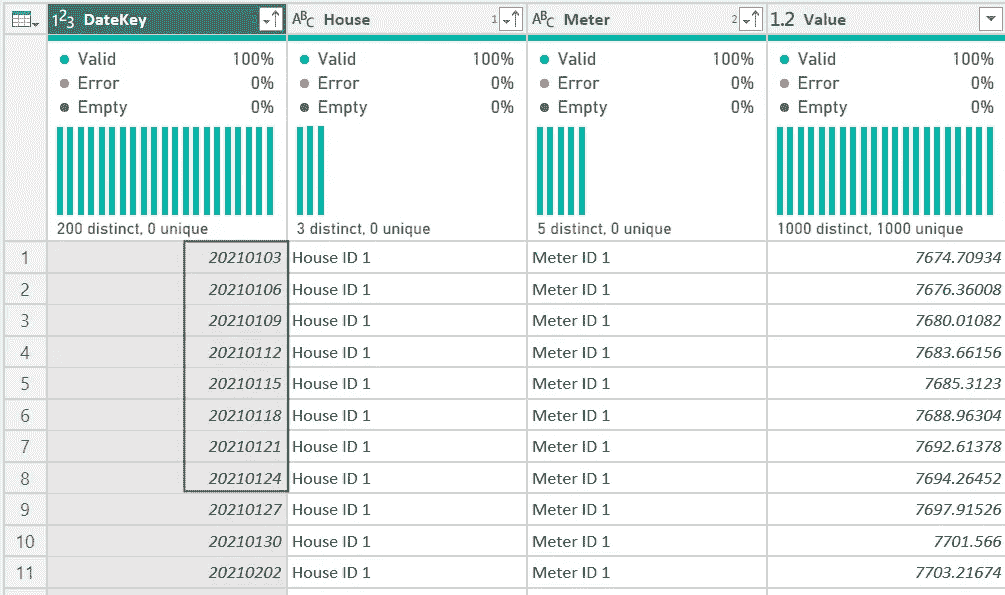 1²3 DateKey ABC House 1 ABC Meter 2 1.2 Value
Valid 100% Valid 100% Valid 100% Valid 100%
Error 0% Error 0% Error 0% Error 0%
Empty 0% Empty 0% Empty 0% Empty 0%
200 distinct, 0 unique 3 distinct, 0 unique 5 distinct, 0 unique 1000 distinct, 1000 unique
1 20210103 House ID 1 Meter ID 1 7674.70934
2 20210106 House ID 1 Meter ID 1 7676.36008
3 20210109 House ID 1 Meter ID 1 7680.01082
4 20210112 House ID 1 Meter ID 1 7683.66156
5 20210115 House ID 1 Meter ID 1 7685.3123
6 20210118 House ID 1 Meter ID 1 7688.96304
7 20210121 House ID 1 Meter ID 1 7692.61378
8 20210124 House ID 1 Meter ID 1 7694.26452
9 20210127 House ID 1 Meter ID 1 7697.91526
10 20210130 House ID 1 Meter ID 1 7701.566
11 20210202 House ID 1 Meter ID 1 7703.21674